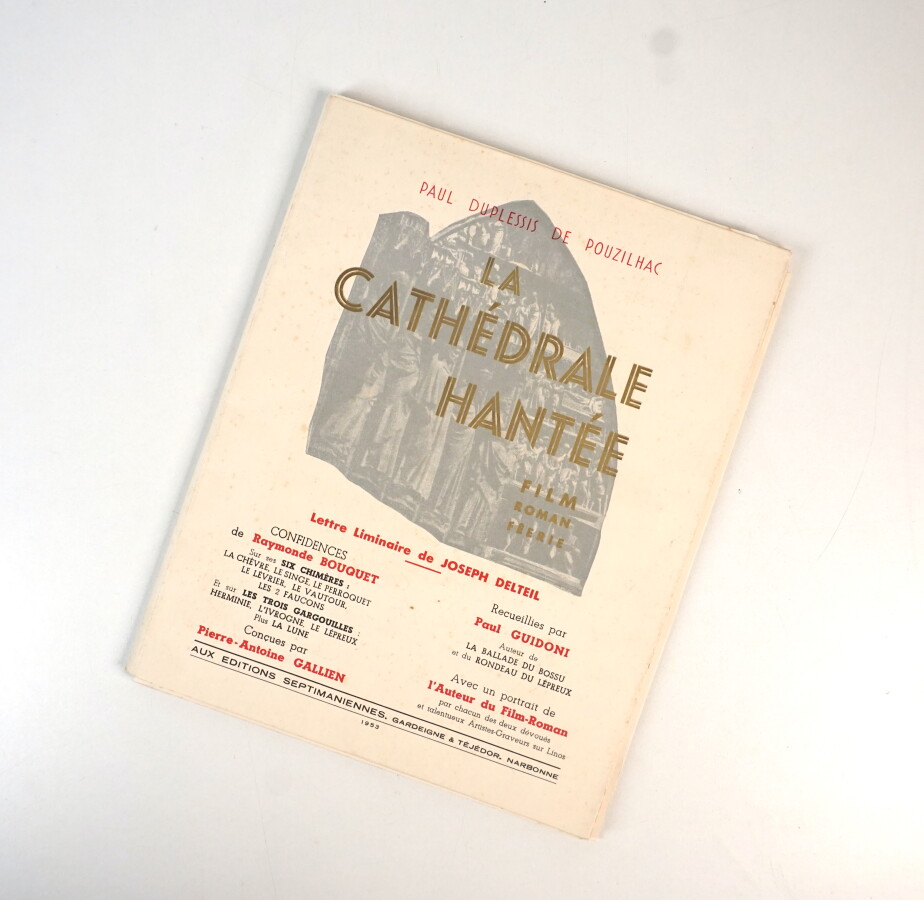 PAUL DUPLESSIS DE POUZILHAC
LA
CATHÉDRALE
HANTÉE
FILM
ROMAN-
FÉERIE
Lettre Liminaire de JOSEPH DELTEIL
CONFIDENCES
de Raymonde BOUQUET
Sur ses SIX CHIMÈRES :
LA CHÈVRE, LE SINGE, LE PERROQUET
LE LÉVRIER, LE VAUTOUR,
LES 2 FAUCONS
Et sur LES TROIS GARGOUILLES :
HERMINIE, L'IVROGNE, LE LÉPREUX
Plus LA LUNE
Conçues par
Pierre-Antoine GALLIEN
Recueillies par
Paul GUIDONI
Auteur de
LA BALLADE DU BOSSU
et du RONDEAU DU LÉPREUX
Avec un portrait de
l'Auteur du Film-Roman
par chacun des deux dévoués
et talentueux Artistes-Graveurs sur Linos
AUX EDITIONS SEPTIMANIENNES, GARDEIGNE & TÉJÉDOR, NARBONNE
1953